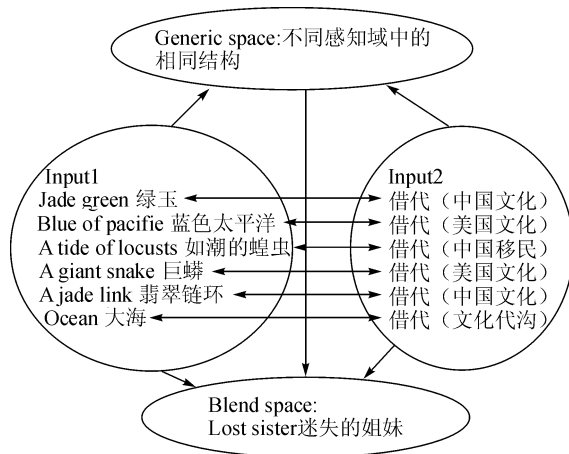 Generic space:不同感知域中的
相同结构
Input1
Jade green 绿玉
Blue of pacifie 蓝色太平洋
A tide of locusts 如潮的蝗虫
A giant snake 巨蟒
A jade link 翡翠链环
Ocean 大海
Input2
借代（中国文化）
借代（美国文化）
借代（中国移民）
借代（美国文化）
借代（中国文化）
借代（文化代沟）
Blend space:
Lost sister迷失的姐妹